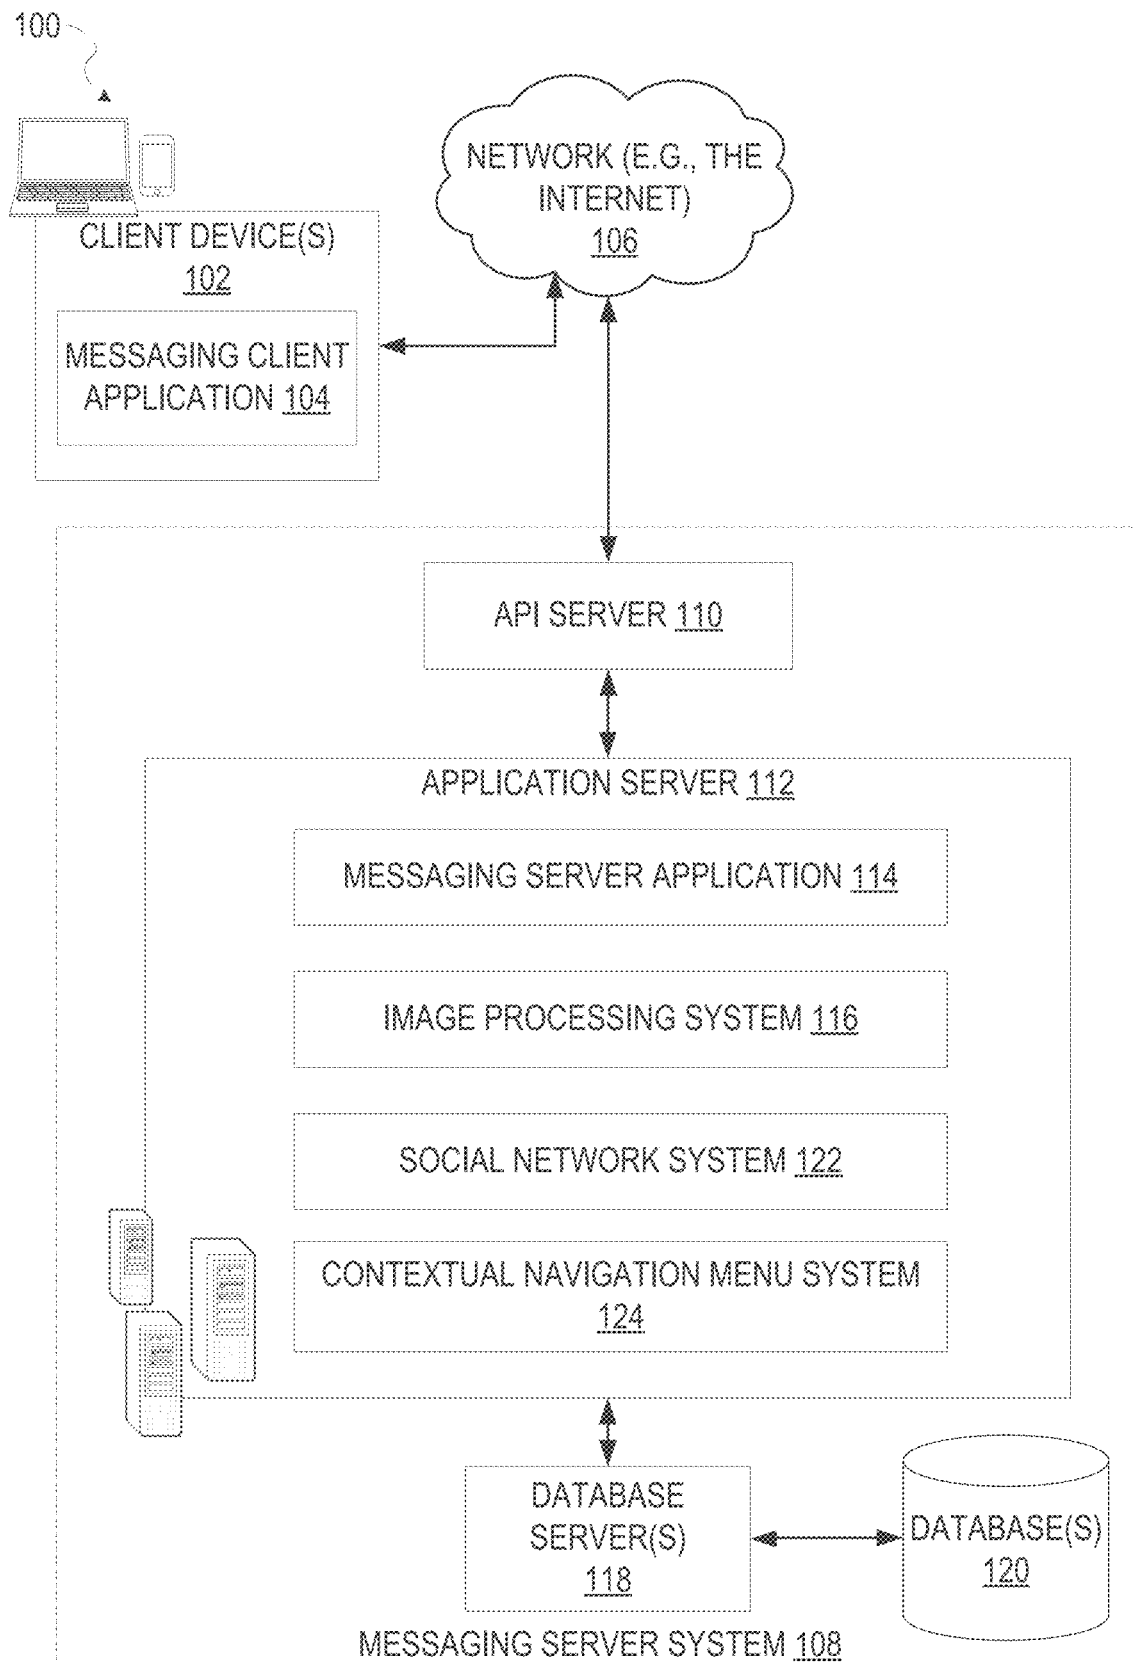 100
NETWORK (E.G., THE
INTERNET)
106
CLIENT DEVICE(S)
102
MESSAGING CLIENT
APPLICATION 104
API SERVER 110
APPLICATION SERVER 112
MESSAGING SERVER APPLICATION 114
IMAGE PROCESSING SYSTEM 116
SOCIAL NETWORK SYSTEM 122
CONTEXTUAL NAVIGATION MENU SYSTEM
124
DATABASE
SERVER(S)
118
DATABASE(S)
120
MESSAGING SERVER SYSTEM 108